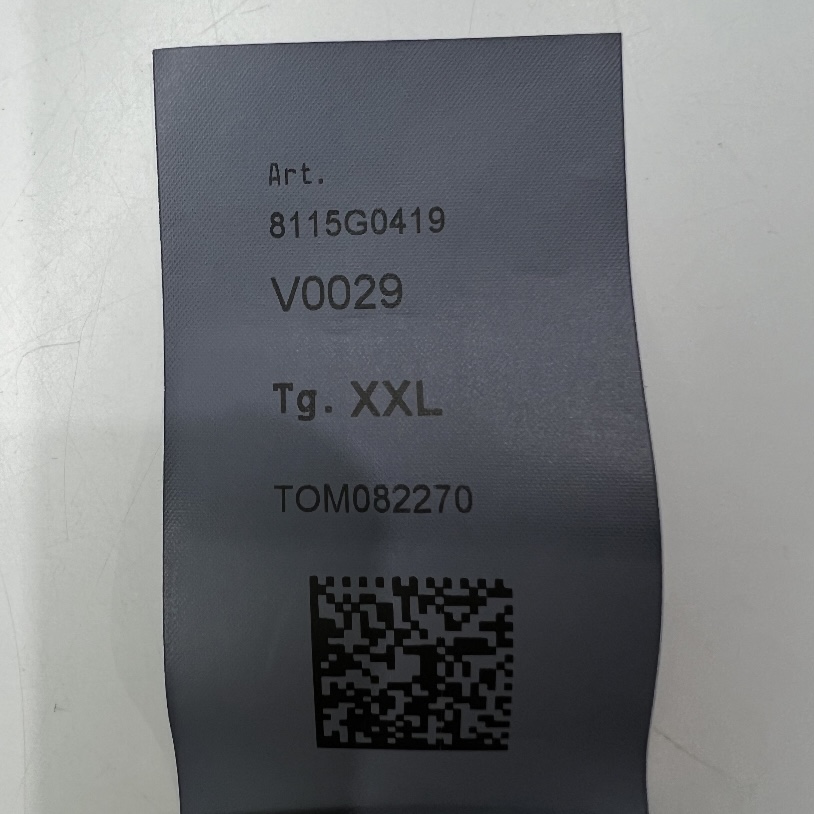 Art.
8115G0419
V0029
Tg. XXL
TOM082270